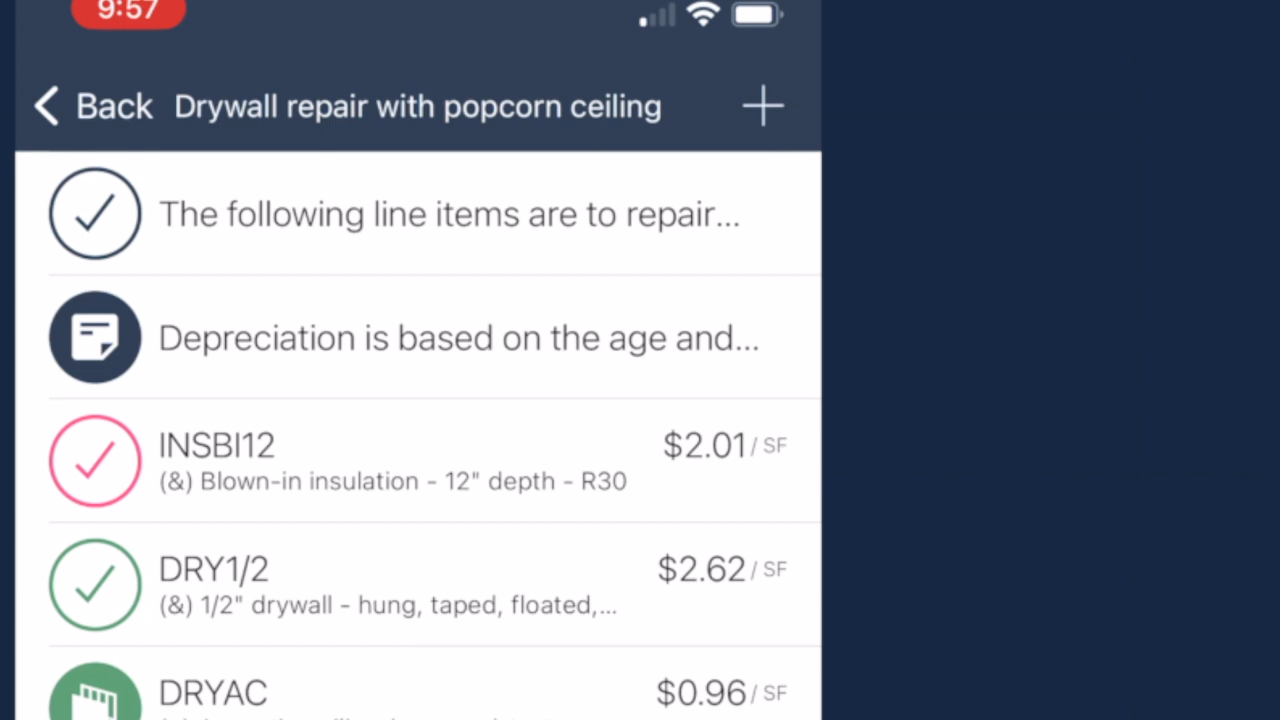 9:57
Back Drywall repair with popcorn ceiling
The following line items are to repair...
Depreciation is based on the age and...
INSBI12 $2.01/ SF
(&) Blown-in insulation - 12" depth - R30
DRY1/2 $2.62/ SF
(&) 1/2" drywall - hung, taped, floated,...
DRYAC $0.96/ SF